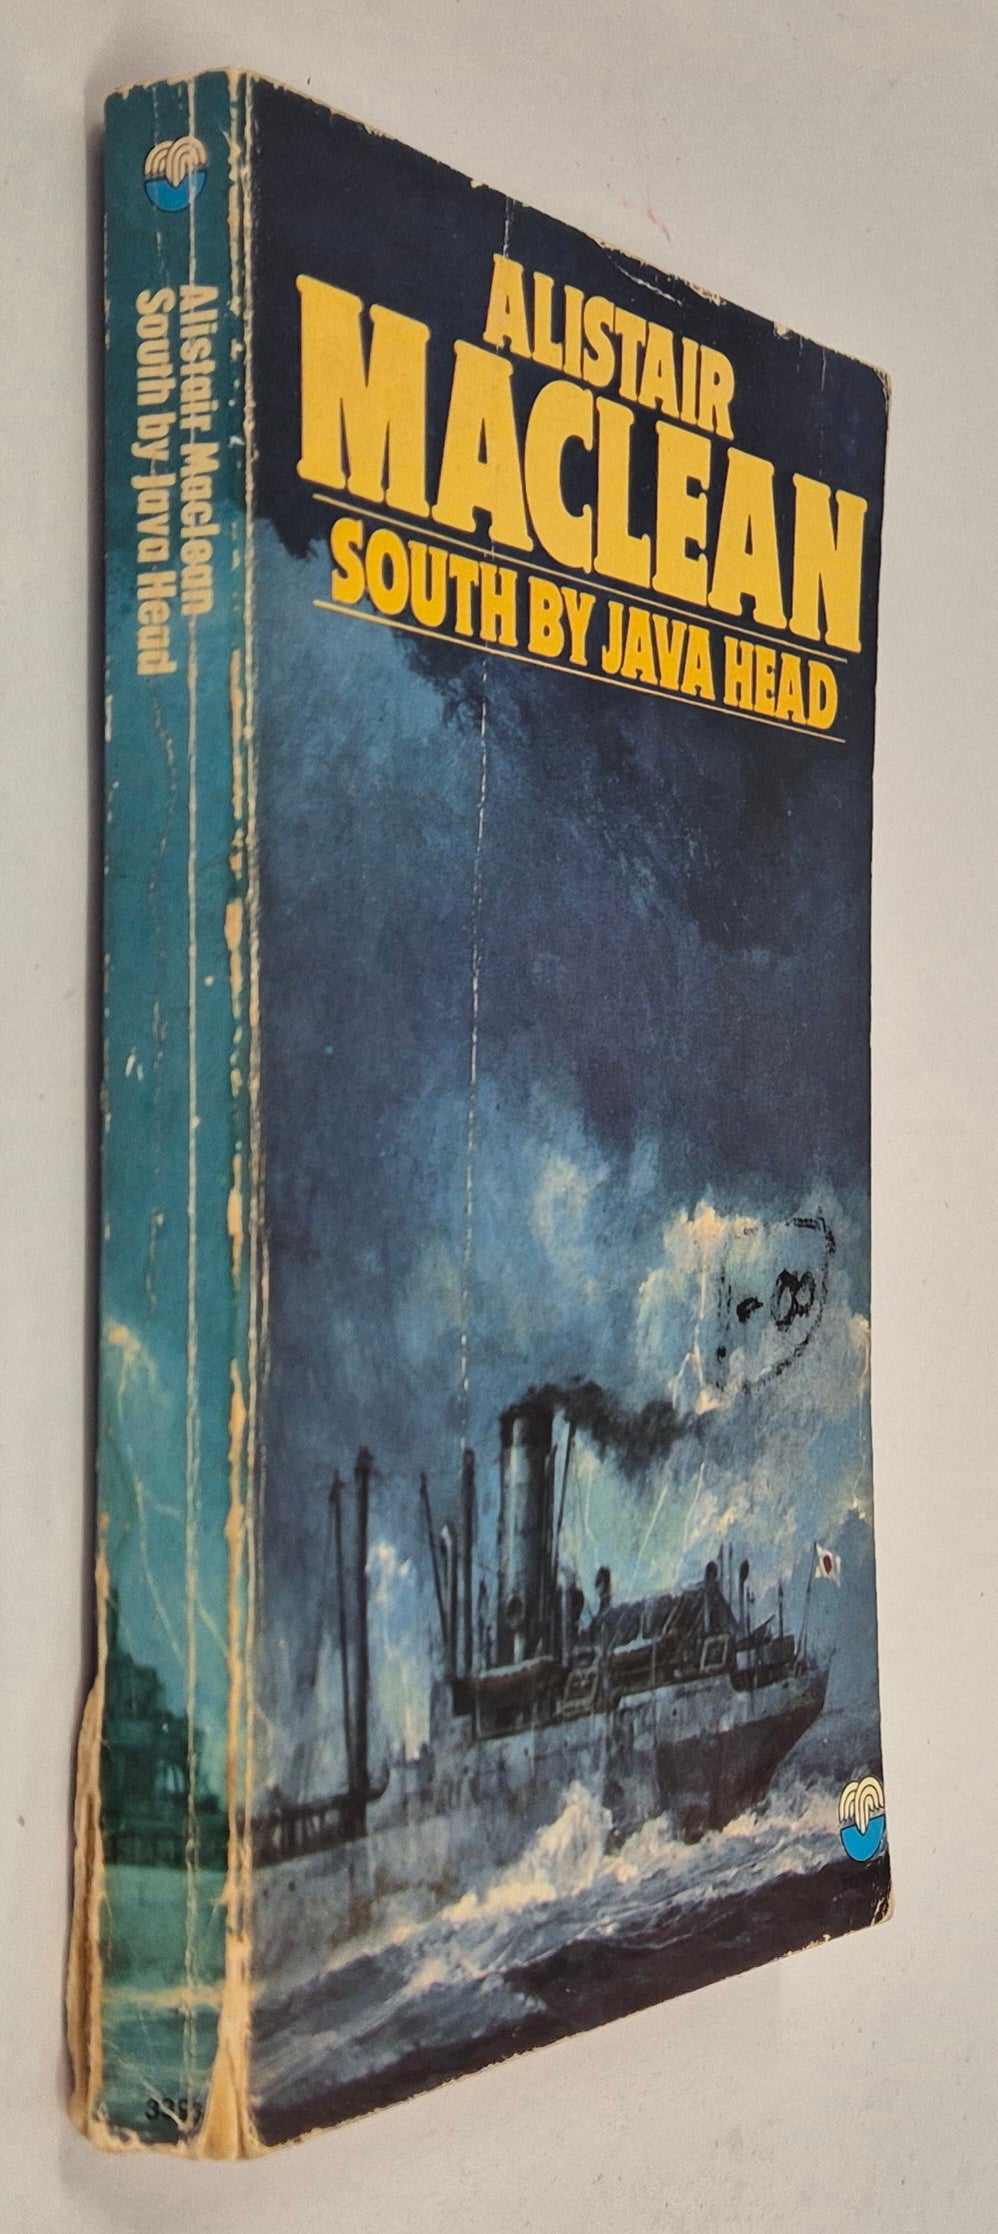 Alistair Maclean
South by Java Head
ALISTAIR
MACLEAN
SOUTH BY JAVA HEAD